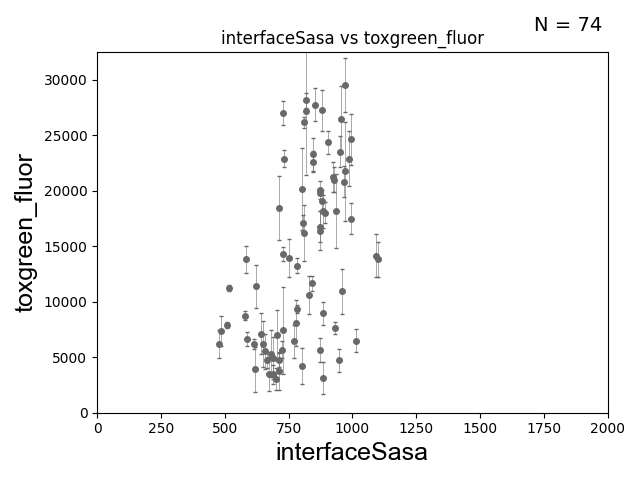 N = 74
interfaceSasa vs toxgreen_fluor
toxgreen_fluor
30000
25000
20000
15000
10000
5000
0
0 250 500 750 1000 1250 1500 1750 2000
interfaceSasa